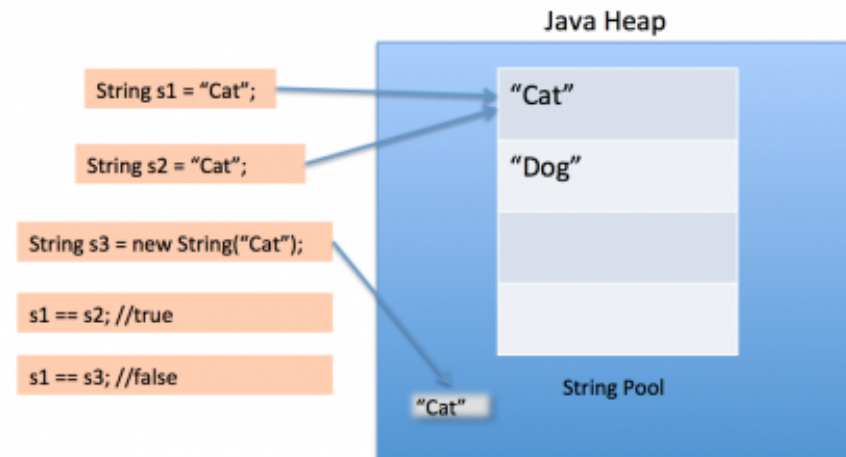 Java Heap
String s1 = “Cat”;
String s2 = “Cat”;
String s3 = new String(“Cat”);
s1 == s2; //true
s1 == s3; //false
“Cat”
“Dog”
String Pool
“Cat”